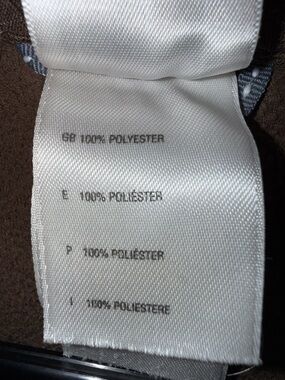 GB 100% POLYESTER
E 100% POLIÉSTER
P 100% POLIÉSTER
I 100% POLIESTERE